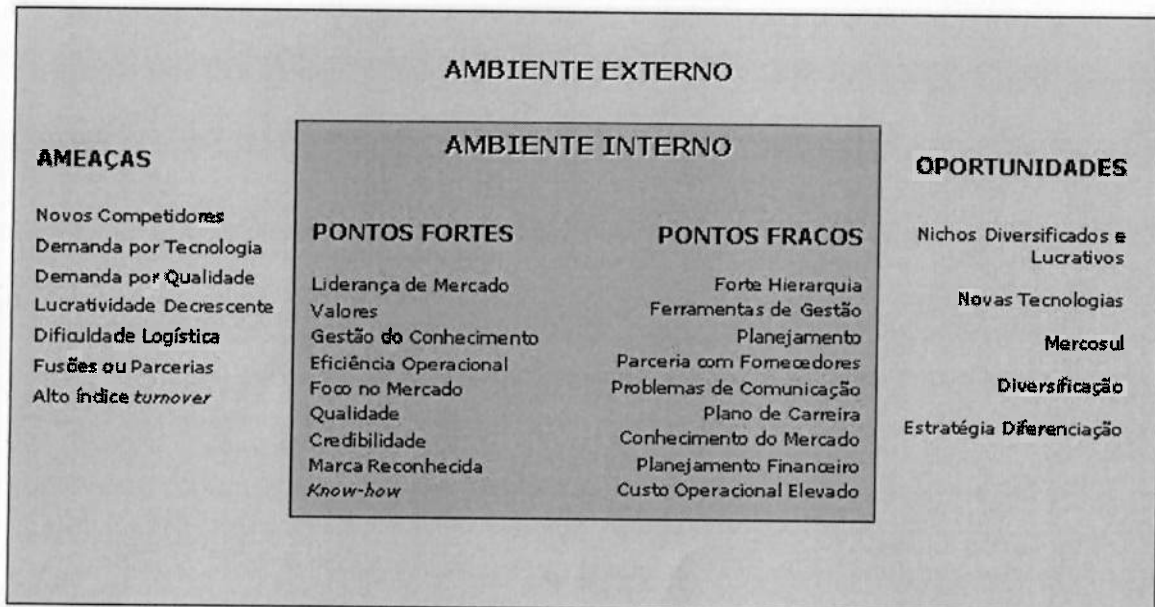 AMBIENTE EXTERNO
AMEAÇAS
Novos Competidores
Demanda por Tecnologia
Demanda por Qualidade
Lucratividade Decrescente
Dificuldade Logística
Fusões ou Parcerias
Alto índice turnover
AMBIENTE INTERNO
PONTOS FORTES
Liderança de Mercado
Valores
Gestão do Conhecimento
Eficiência Operacional
Foco no Mercado
Qualidade
Credibilidade
Marca Reconhecida
Know-how
PONTOS FRACOS
Forte Hierarquia
Ferramentas de Gestão
Planejamento
Parceria com Fornecedores
Problemas de Comunicação
Plano de Carreira
Conhecimento do Mercado
Planejamento Financeiro
Custo Operacional Elevado
OPORTUNIDADES
Nichos Diversificados e
Lucrativos
Novas Tecnologias
Mercosul
Diversificação
Estratégia Diferenciação